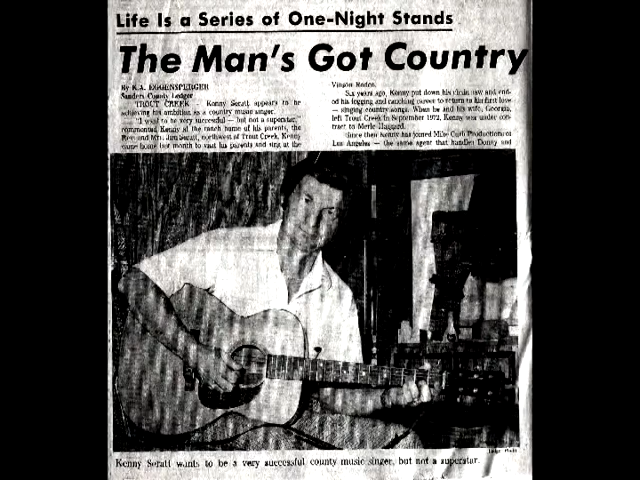 Life Is a Series of One-Night Stands
The Man's Got Country
By K.A. EGGENSPERGER
Sanders County Ledger
TROUT CREEK - Kenny Seratt appears to be
achieving his ambition as a country music singer.
"I want to be very successful - but not a superstar,"
commented Kenny at the ranch home of his parents, the
Rev. and Mrs. Jim Seratt, northwest of Trout Creek. Kenny
came home last month to visit his parents and sing at the
Vinson Rodeo.
Six years ago, Kenny put down his chain saw and end-
ed his logging and ranching career to return to his first love
- singing country songs. When he and his wife, Georgia,
left Trout Creek in September 1972, Kenny was under con-
tract to Merle Haggard.
Since then Kenny has joined Mike Curb Productions of
Los Angeles - the same agent that handles Donny and
Kenny Seratt wants to be a very successful county music singer, but not a superstar.